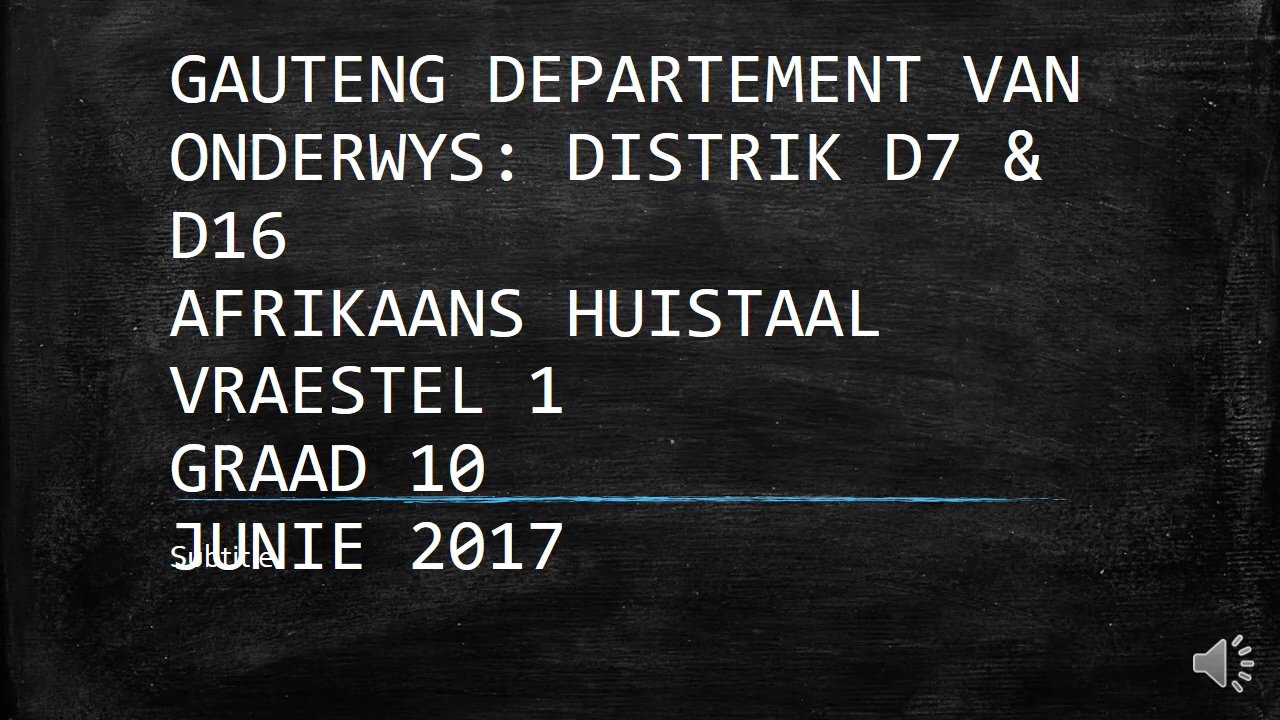 GAUTENG DEPARTEMENT VAN
ONDERWYS: DISTRIK D7 &
D16
AFRIKAANS HUISTAAL
VRAESTEL 1
GRAAD 10
JUNIE 2017
Subtitle